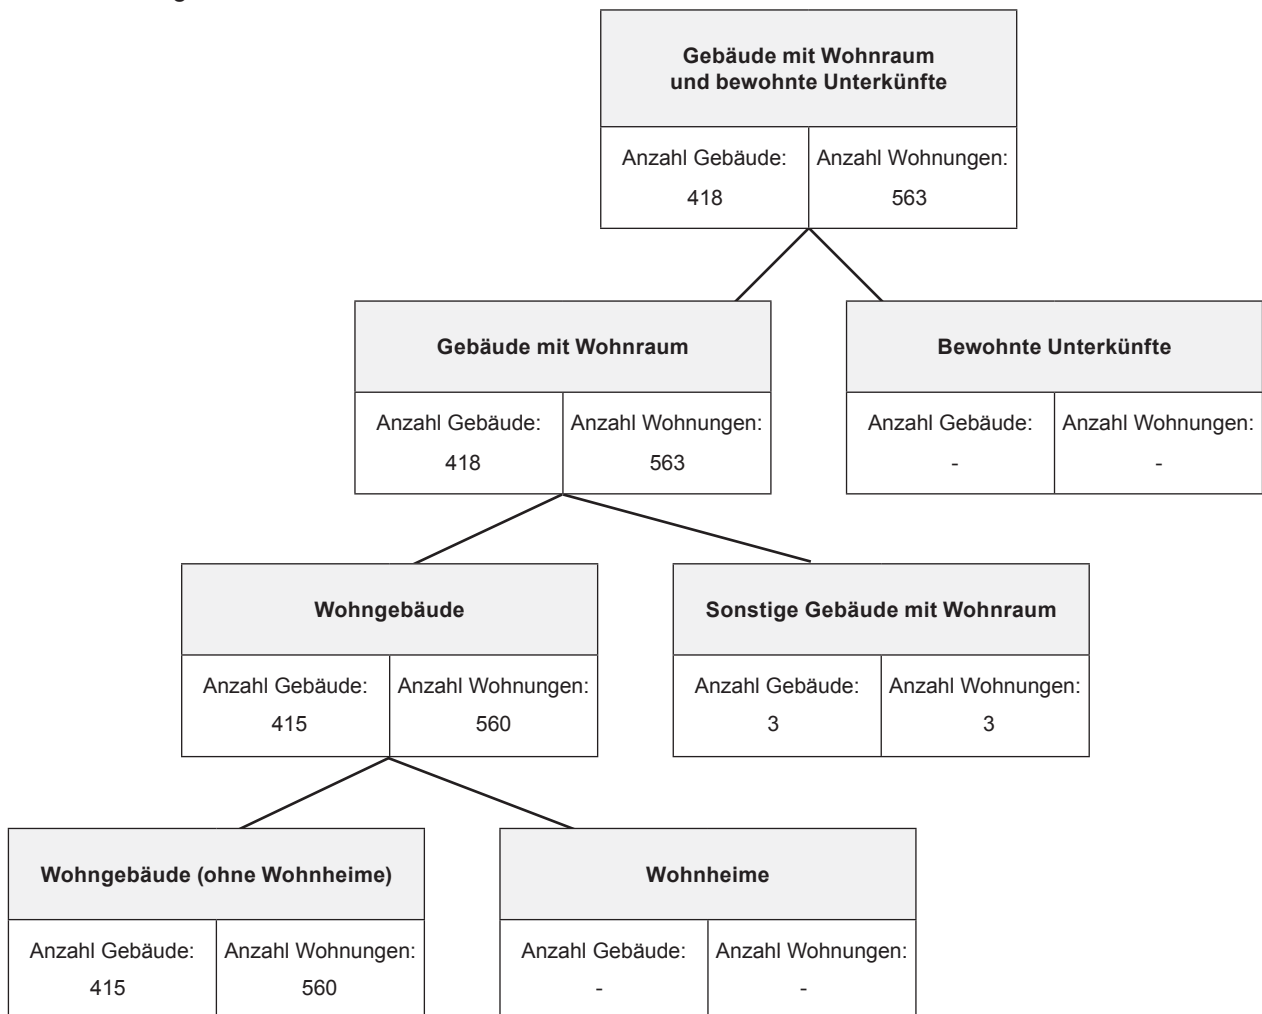 Gebäude mit Wohnraum
und bewohnte Unterkünfte
Anzahl Gebäude: Anzahl Wohnungen:
418 563
Gebäude mit Wohnraum Bewohnte Unterkünfte
Anzahl Gebäude: Anzahl Wohnungen: Anzahl Gebäude: Anzahl Wohnungen:
418 563 - -
Wohngebäude Sonstige Gebäude mit Wohnraum
Anzahl Gebäude: Anzahl Wohnungen: Anzahl Gebäude: Anzahl Wohnungen:
415 560 3 3
Wohngebäude (ohne Wohnheime) Wohnheime
Anzahl Gebäude: Anzahl Wohnungen: Anzahl Gebäude: Anzahl Wohnungen:
415 560 - -